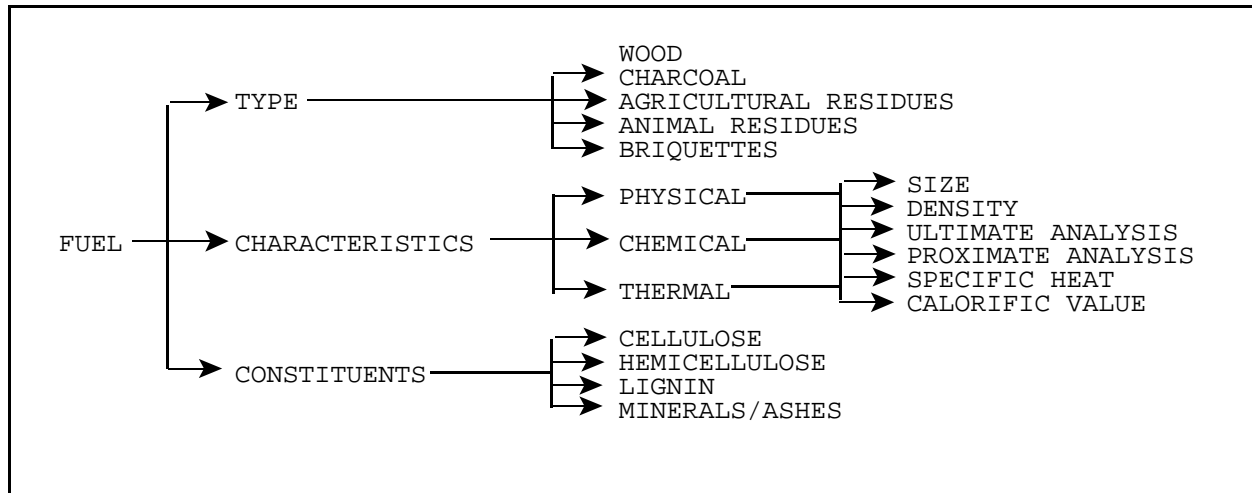 FUEL
TYPE
WOOD
CHARCOAL
AGRICULTURAL RESIDUES
ANIMAL RESIDUES
BRIQUETTES
CHARACTERISTICS
PHYSICAL
CHEMICAL
THERMAL
SIZE
DENSITY
ULTIMATE ANALYSIS
PROXIMATE ANALYSIS
SPECIFIC HEAT
CALORIFIC VALUE
CONSTITUENTS
CELLULOSE
HEMICELLULOSE
LIGNIN
MINERALS/ASHES